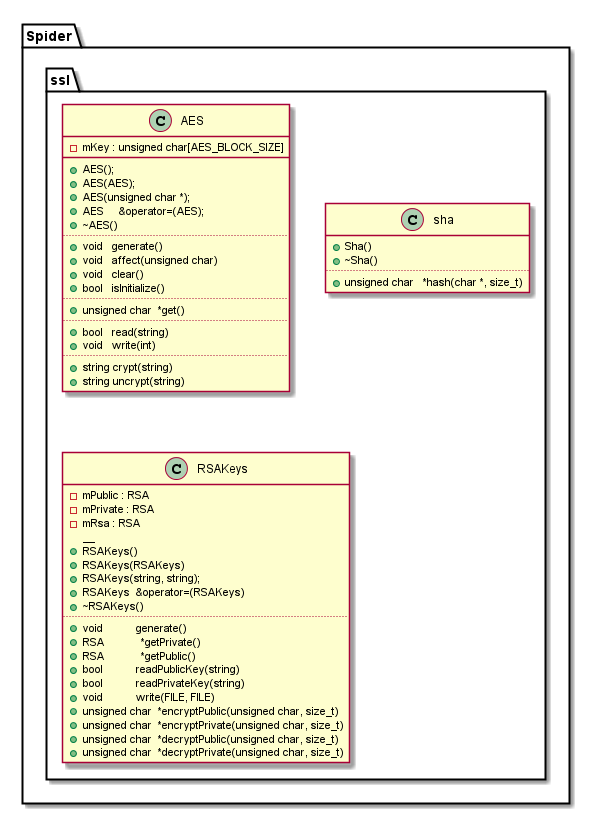 Spider
ssl
C AES
mKey : unsigned char[AES_BLOCK_SIZE]
AES();
AES(AES);
AES(unsigned char *);
AES &operator=(AES);
~AES()
void generate()
void affect(unsigned char)
void clear()
bool isInitialize()
unsigned char *get()
bool read(string)
void write(int)
string crypt(string)
string uncrypt(string)
C sha
Sha()
~Sha()
unsigned char *hash(char *, size_t)
C RSAKeys
mPublic : RSA
mPrivate : RSA
mRsa : RSA
__
RSAKeys()
RSAKeys(RSAKeys)
RSAKeys(string, string);
RSAKeys &operator=(RSAKeys)
~RSAKeys()
void generate()
RSA *getPrivate()
RSA *getPublic()
bool readPublicKey(string)
bool readPrivateKey(string)
void write(FILE, FILE)
unsigned char *encryptPublic(unsigned char, size_t)
unsigned char *encryptPrivate(unsigned char, size_t)
unsigned char *decryptPublic(unsigned char, size_t)
unsigned char *decryptPrivate(unsigned char, size_t)